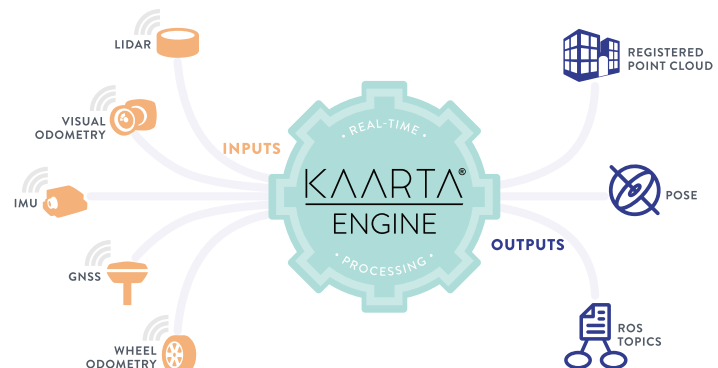 LIDAR
VISUAL
ODOMETRY
IMU
GNSS
WHEEL
ODOMETRY
INPUTS
• REAL-TIME •
KAARTA®
ENGINE
• PROCESSING •
OUTPUTS
REGISTERED
POINT CLOUD
POSE
ROS
TOPICS